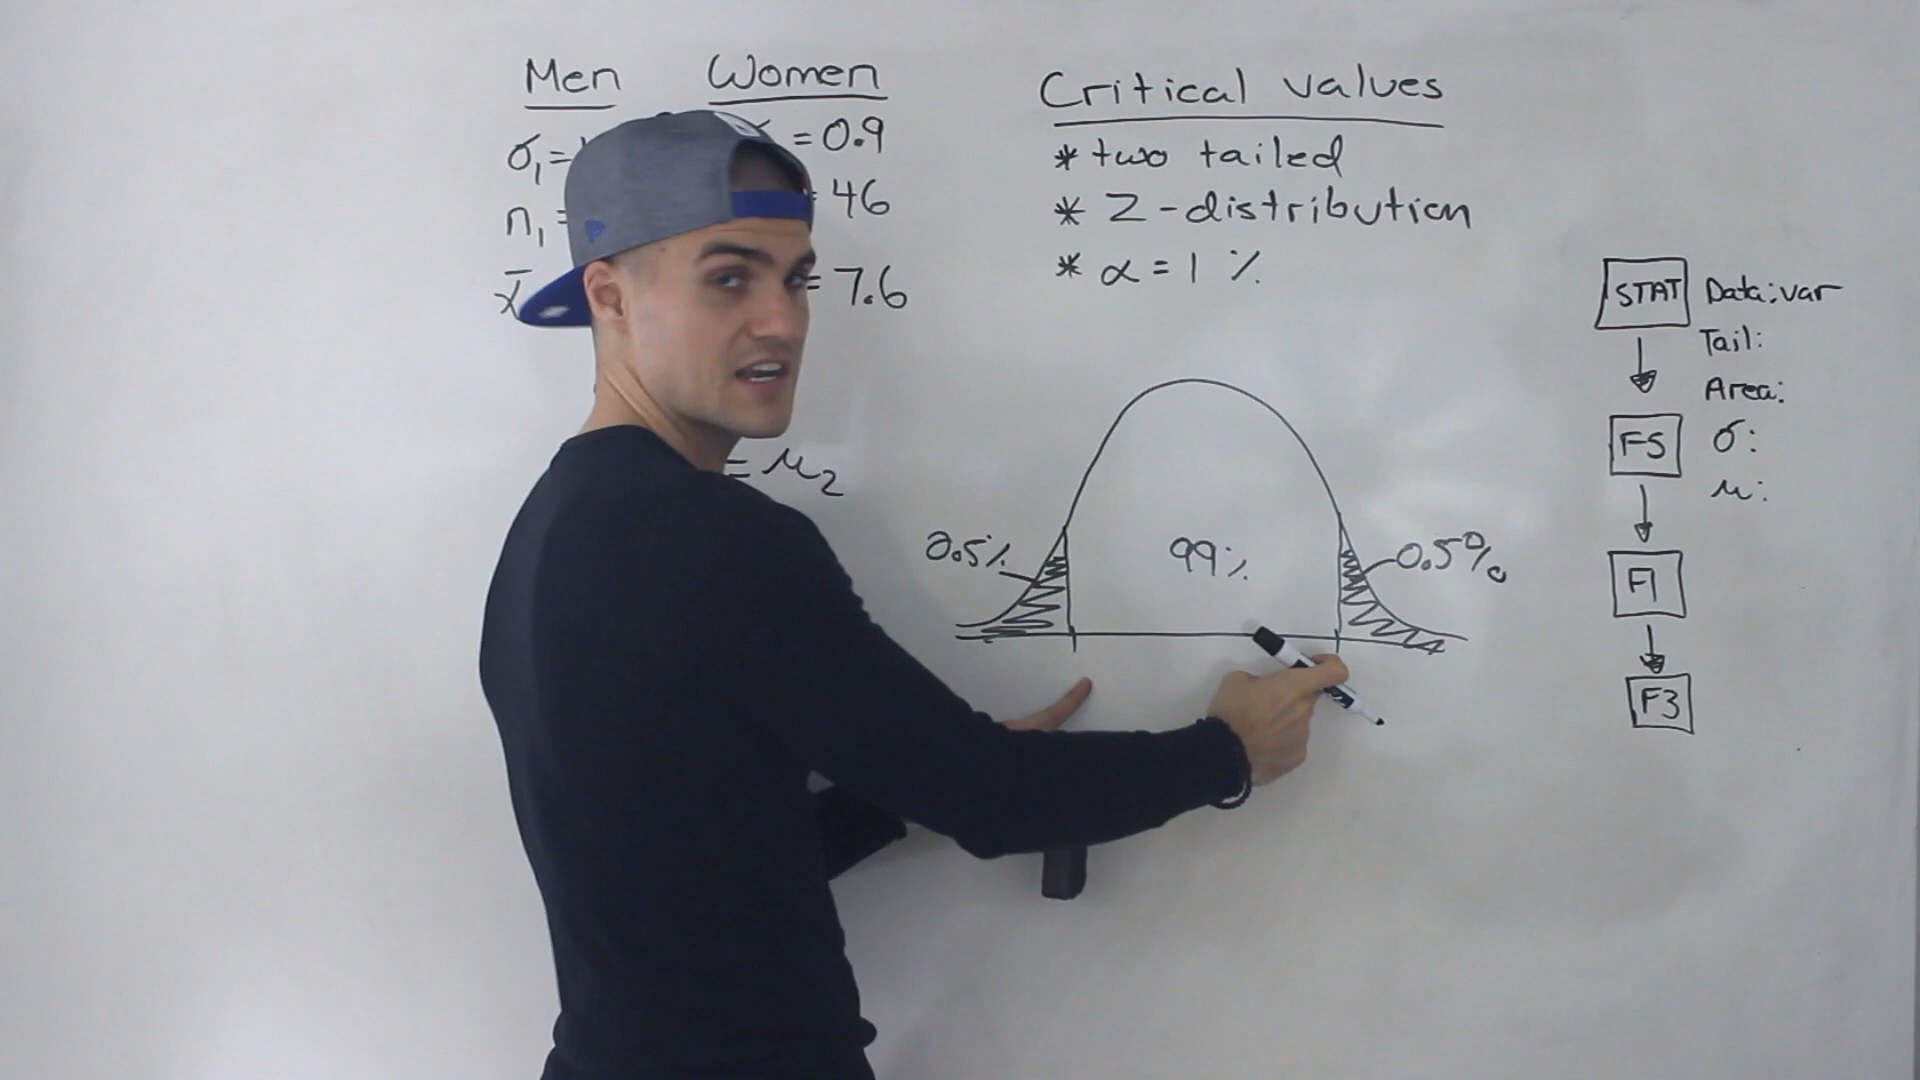 Men Women
σ₁= = 0.9
n₁ = = 46
x̄ = 7.6
= μ₂
Critical values
* two tailed
* Z-distribution
* α = 1 %
0.5% 99% 0.5%
STAT Data: var
Tail:
Area:
F5 σ:
μ:
F1
F3